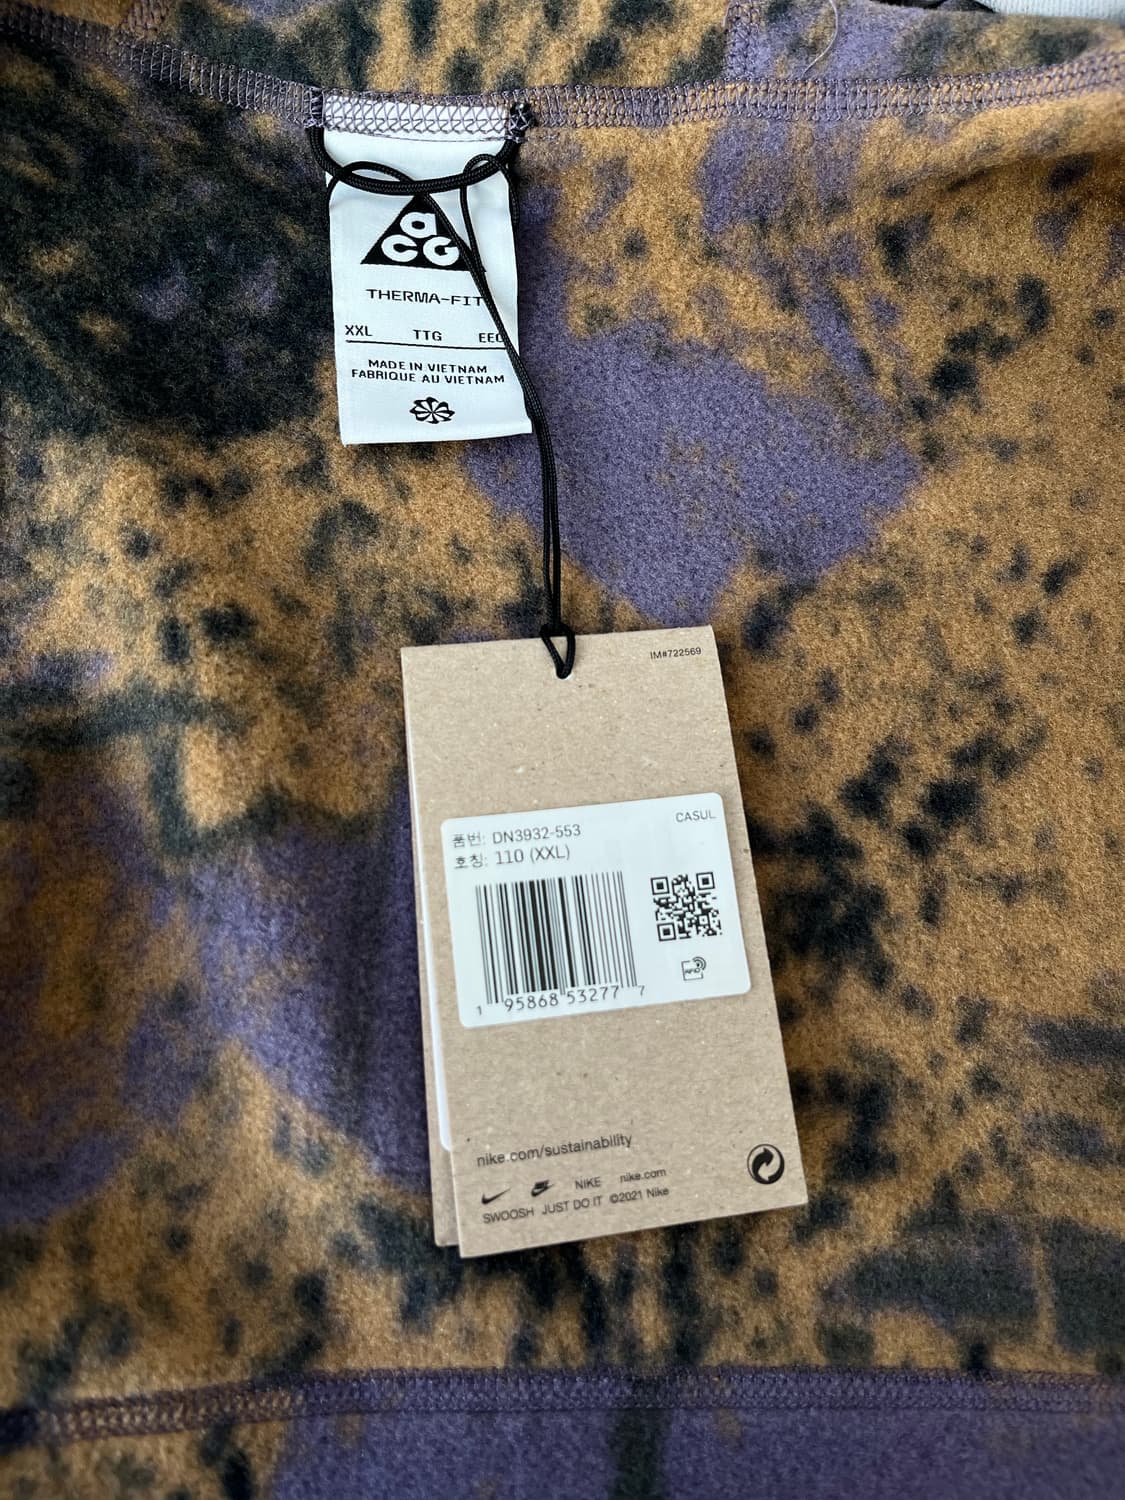 aCG
THERMA-FIT
XXL TTG EEG
MADE IN VIETNAM
FABRIQUE AU VIETNAM
IM#722569
품번: DN3932-553 CASUL
호칭: 110 (XXL)
1 95868 53277 7
RFID
nike.com/sustainability
NIKE nike.com
SWOOSH JUST DO IT ©2021 Nike